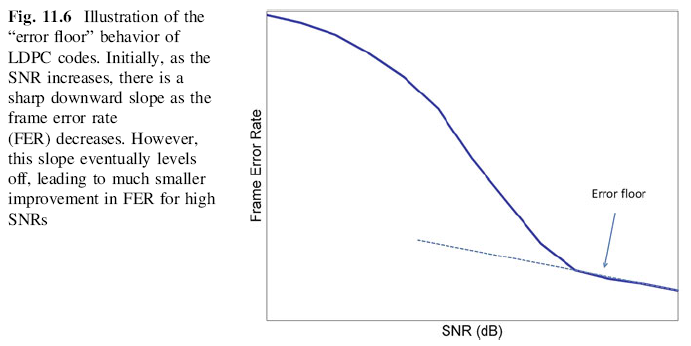 Fig. 11.6 Illustration of the
“error floor” behavior of
LDPC codes. Initially, as the
SNR increases, there is a
sharp downward slope as the
frame error rate
(FER) decreases. However,
this slope eventually levels
off, leading to much smaller
improvement in FER for high
SNRs
Frame Error Rate
Error floor
SNR (dB)